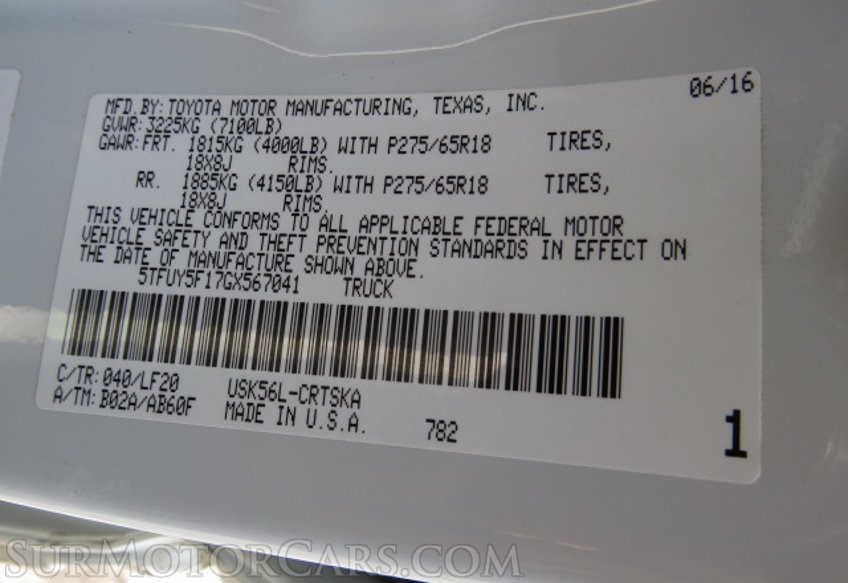 06/16
MFD. BY: TOYOTA MOTOR MANUFACTURING, TEXAS, INC.
GVWR: 3225KG (7100LB)
GAWR: FRT. 1815KG (4000LB) WITH P275/65R18 TIRES,
18X8J RIMS.
RR. 1885KG (4150LB) WITH P275/65R18 TIRES,
18X8J RIMS.
THIS VEHICLE CONFORMS TO ALL APPLICABLE FEDERAL MOTOR
VEHICLE SAFETY AND THEFT PREVENTION STANDARDS IN EFFECT ON
THE DATE OF MANUFACTURE SHOWN ABOVE.
5TFUY5F17GX567041 TRUCK
C/TR: 040/LF20 USK56L-CRTSKA
A/TM: B02A/AB60F MADE IN U.S.A. 782 1
SURMOTORCARS.COM